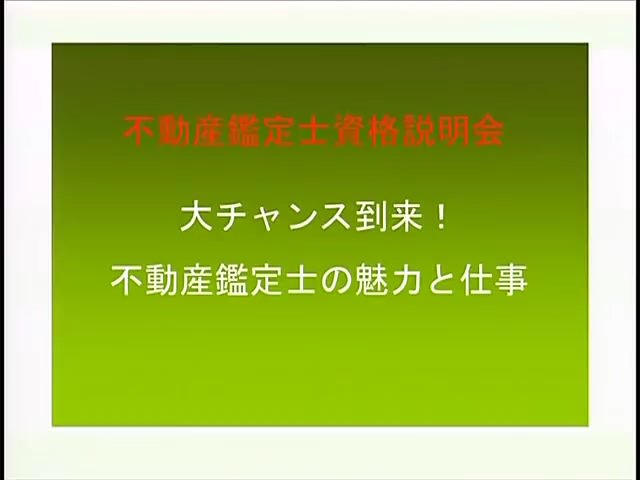 不動産鑑定士資格説明会
大チャンス到来！
不動産鑑定士の魅力と仕事